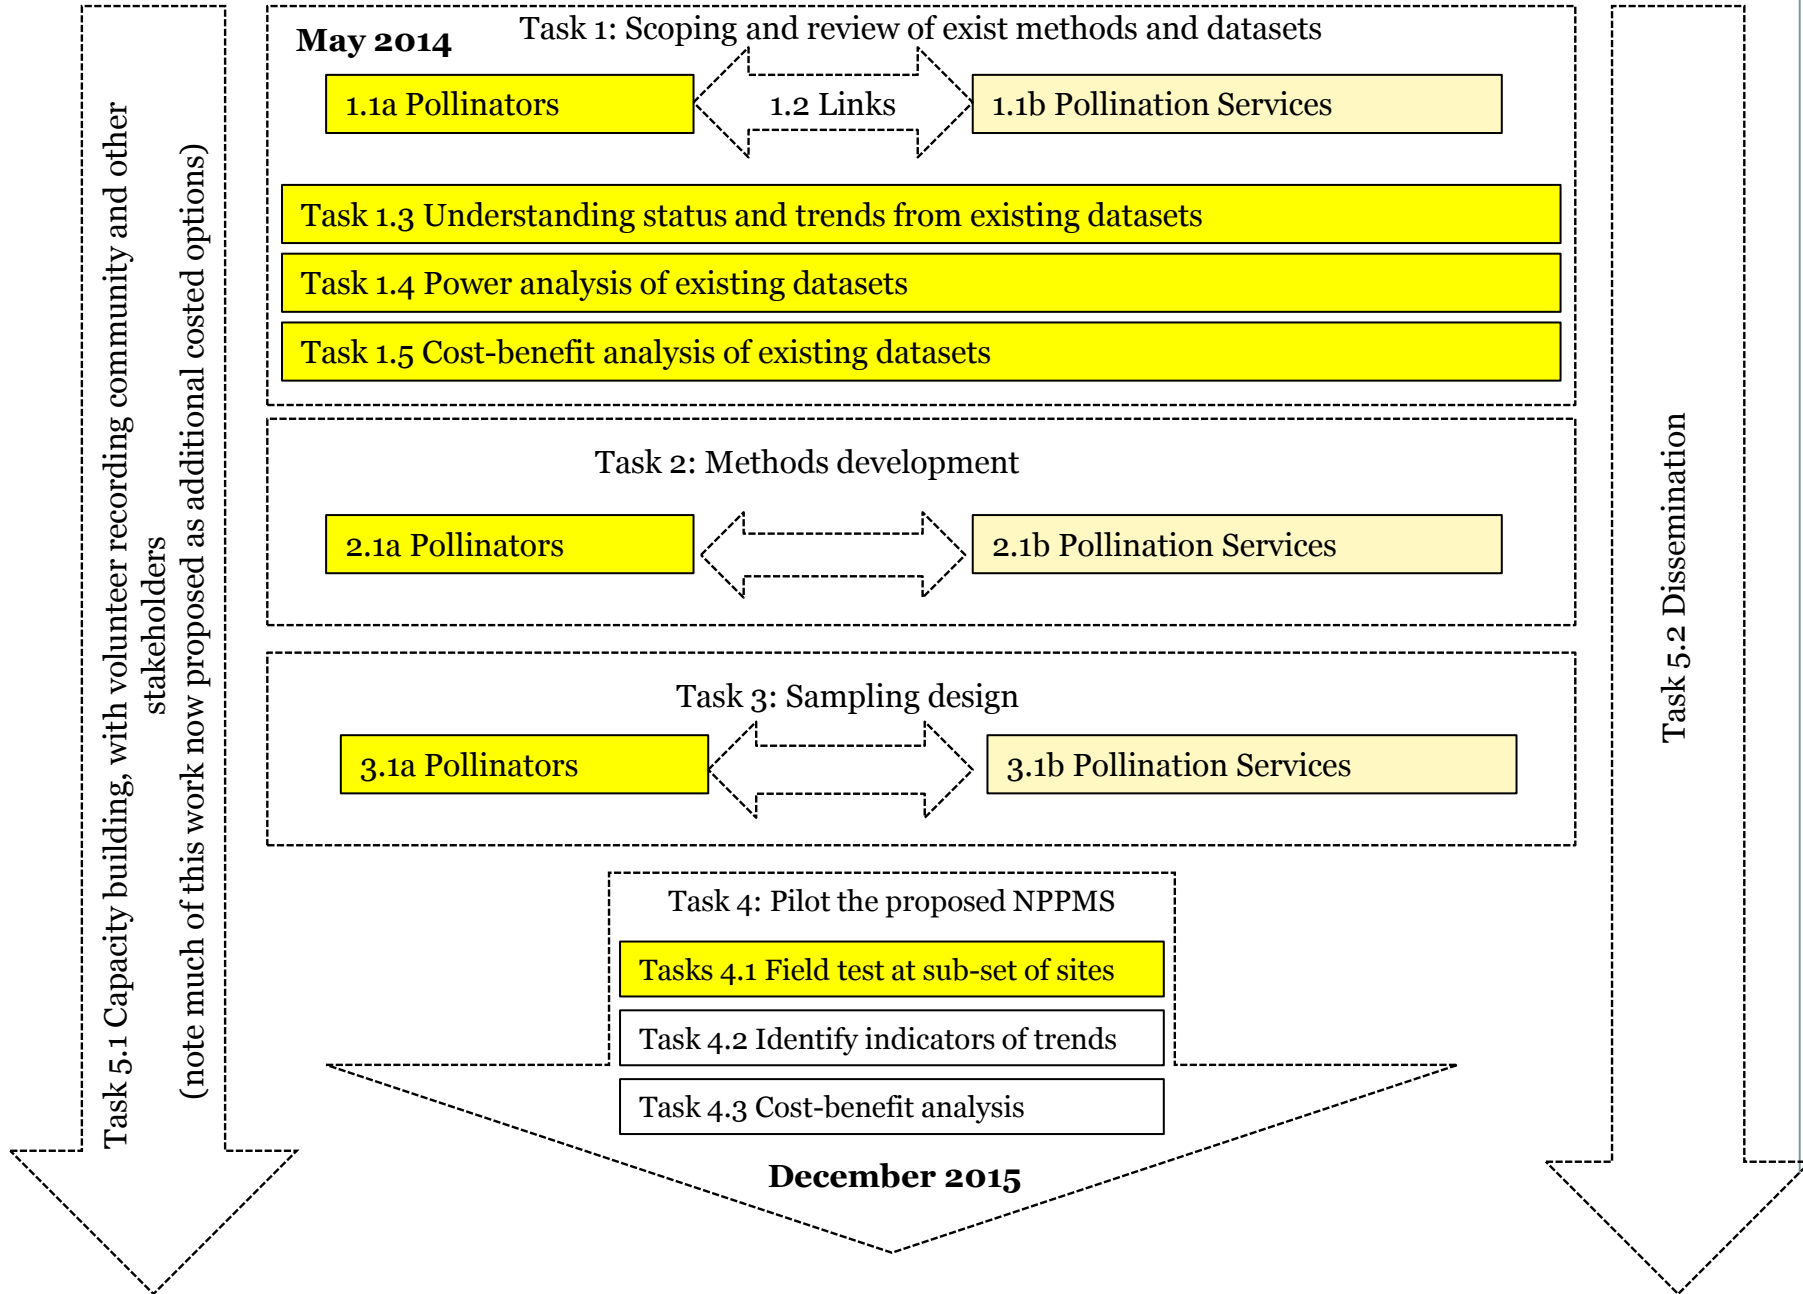 Task 1: Scoping and review of exist methods and datasets
May 2014
1.1a Pollinators
1.2 Links
1.1b Pollination Services
Task 1.3 Understanding status and trends from existing datasets
Task 1.4 Power analysis of existing datasets
Task 1.5 Cost-benefit analysis of existing datasets
Task 2: Methods development
2.1a Pollinators
2.1b Pollination Services
Task 3: Sampling design
3.1a Pollinators
3.1b Pollination Services
Task 4: Pilot the proposed NPPMS
Tasks 4.1 Field test at sub-set of sites
Task 4.2 Identify indicators of trends
Task 4.3 Cost-benefit analysis
December 2015
Task 5.1 Capacity building, with volunteer recording community and other
stakeholders
(note much of this work now proposed as additional costed options)
Task 5.2 Dissemination